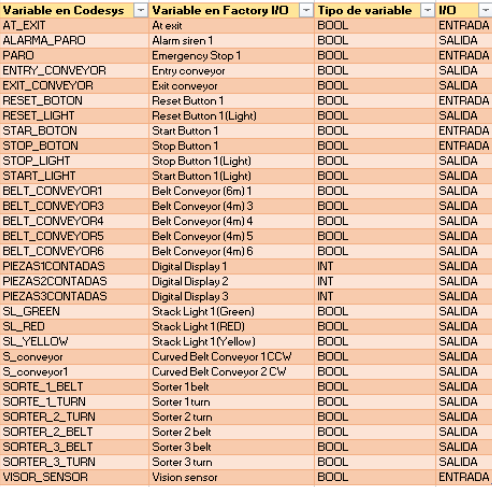 Variable en Codesys Variable en Factory I/O Tipo de variable I/O
AT_EXIT At exit BOOL ENTRADA
ALARMA_PARO Alarm siren 1 BOOL SALIDA
PARO Emergency Stop 1 BOOL ENTRADA
ENTRY_CONVEYOR Entry conveyor BOOL SALIDA
EXIT_CONVEYOR Exit conveyor BOOL SALIDA
RESET_BOTON Reset Button 1 BOOL ENTRADA
RESET_LIGHT Reset Button 1(Light) BOOL SALIDA
STAR_BOTON Start Button 1 BOOL ENTRADA
STOP_BOTON Stop Button 1 BOOL ENTRADA
STOP_LIGHT Stop Button 1(Light) BOOL SALIDA
START_LIGHT Start Button 1(Light) BOOL SALIDA
BELT_CONVEYOR1 Belt Conveyor (6m) 1 BOOL SALIDA
BELT_CONVEYOR3 Belt Conveyor (4m) 3 BOOL SALIDA
BELT_CONVEYOR4 Belt Conveyor (4m) 4 BOOL SALIDA
BELT_CONVEYOR5 Belt Conveyor (4m) 5 BOOL SALIDA
BELT_CONVEYOR6 Belt Conveyor (4m) 6 BOOL SALIDA
PIEZAS1CONTADAS Digital Display 1 INT SALIDA
PIEZAS2CONTADAS Digital Display 2 INT SALIDA
PIEZAS3CONTADAS Digital Display 3 INT SALIDA
SL_GREEN Stack Light 1(Green) BOOL SALIDA
SL_RED Stack Light 1(RED) BOOL SALIDA
SL_YELLOW Stack Light 1(Yellow) BOOL SALIDA
S_conveyor Curved Belt Conveyor 1 CCW BOOL SALIDA
S_conveyor1 Curved Belt Conveyor 2 CW BOOL SALIDA
SORTE_1_BELT Sorter 1 belt BOOL SALIDA
SORTE_1_TURN Sorter 1 turn BOOL SALIDA
SORTER_2_TURN Sorter 2 turn BOOL SALIDA
SORTER_2_BELT Sorter 2 belt BOOL SALIDA
SORTER_3_BELT Sorter 3 belt BOOL SALIDA
SORTER_3_TURN Sorter 3 turn BOOL SALIDA
VISOR_SENSOR Vision sensor BOOL ENTRADA